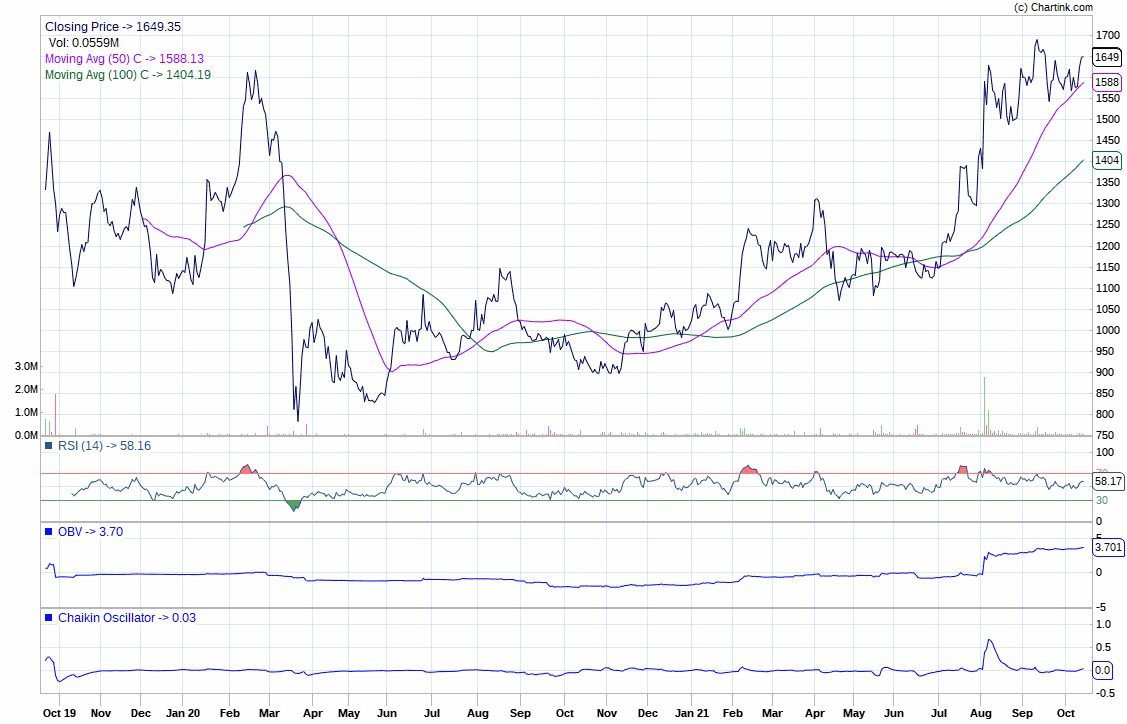 (c) Chartink.com
Closing Price -> 1649.35
Vol: 0.0559M
Moving Avg (50) C -> 1588.13
Moving Avg (100) C -> 1404.19
1700
1649
1588
1550
1500
1450
1404
1350
1300
1250
1200
1150
1100
1050
1000
950
900
850
800
750
3.0M
2.0M
1.0M
0.0M
RSI (14) -> 58.16
100
70
58.17
30
0
OBV -> 3.70
5
3.701
0
-5
Chaikin Oscillator -> 0.03
1.0
0.5
0.0
-0.5
Oct 19 Nov Dec Jan 20 Feb Mar Apr May Jun Jul Aug Sep Oct Nov Dec Jan 21 Feb Mar Apr May Jun Jul Aug Sep Oct